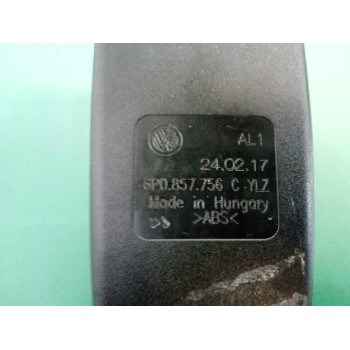 AL1
24.02.17
6P0.857.756 C YLZ
Made in Hungary
>ABS<